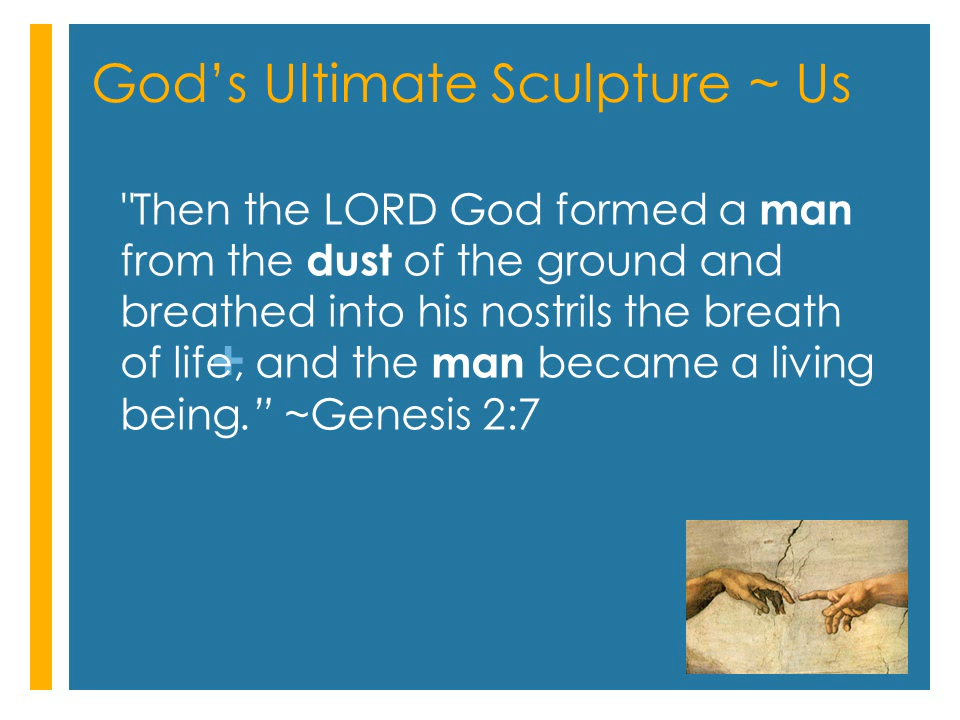 God’s Ultimate Sculpture ~ Us
"Then the LORD God formed a man
from the dust of the ground and
breathed into his nostrils the breath
of life, and the man became a living
being.” ~Genesis 2:7